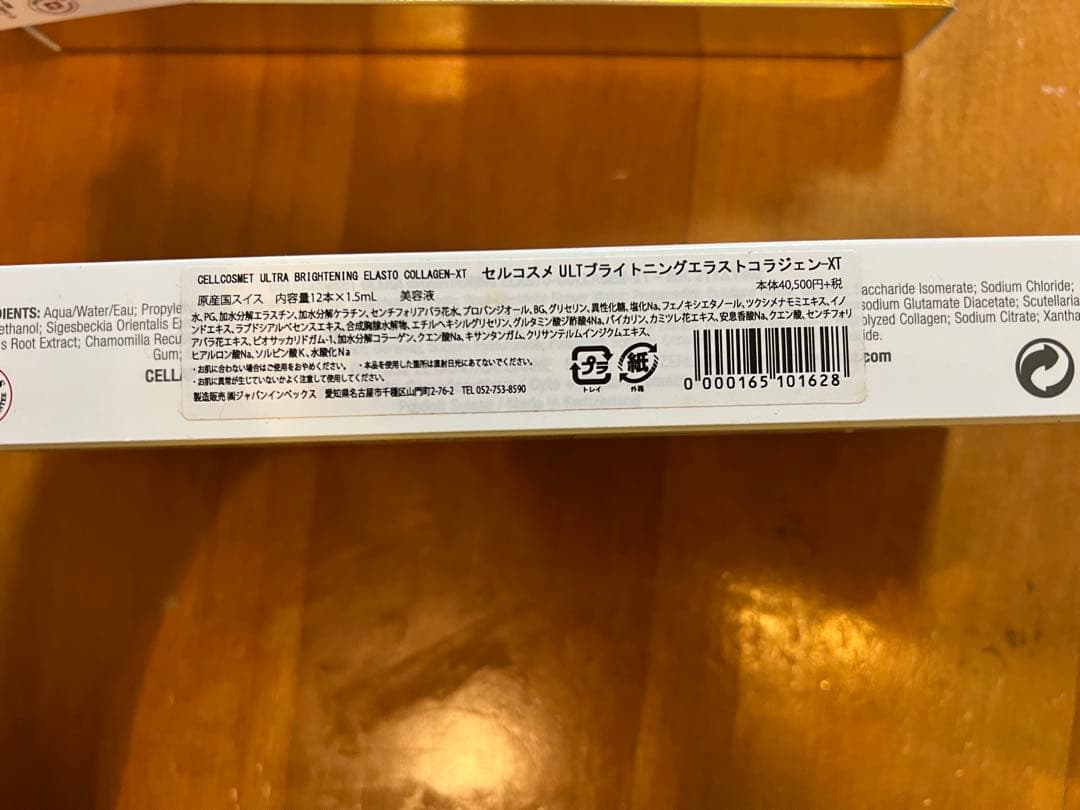 CELLCOSMET ULTRA BRIGHTENING ELASTO COLLAGEN-XT セルコスメ ULTブライトニングエラストコラジェン-XT
原産国スイス 内容量12本×1.5mL 美容液 本体40,500円+税
水、PG、加水分解エラスチン、加水分解ケラチン、センチフォリアバラ花水、プロパンジオール、BG、グリセリン、異性化糖、塩化Na、フェノキシエタノール、ツクシメナモミエキス、イノ
ンドエキス、ラブドシアルベセンスエキス、合成胸腺水解物、エチルヘキシルグリセリン、グルタミン酸ジ酢酸4Na、バイカリン、カミツレ花エキス、安息香酸Na、クエン酸、センチフォリ
アバラ花エキス、ビオサッカリドガム-1、加水分解コラーゲン、クエン酸Na、キサンタンガム、クリサンテルムインジクムエキス、
ヒアルロン酸Na、ソルビン酸K、水酸化Na
・お肌に合わない場合はご使用をおやめください。 ・本品を使用した箇所は直射日光にあてないでください。
・お肌に異常が生じていないかよく注意して使用してください。
製造販売 ㈱ジャパンインペックス 愛知県名古屋市千種区山門町2-76-2 TEL 052-753-8590
プラ
トレイ
紙
外箱
0 000165 101628
DIENTS: Aqua/Water/Eau; Propyle
ethanol; Sigesbeckia Orientalis E
s Root Extract; Chamomilla Recu
Gum;
CELLA
accharide Isomerate; Sodium Chloride;
sodium Glutamate Diacetate; Scutellaria
olyzed Collagen; Sodium Citrate; Xantha
ide.
com